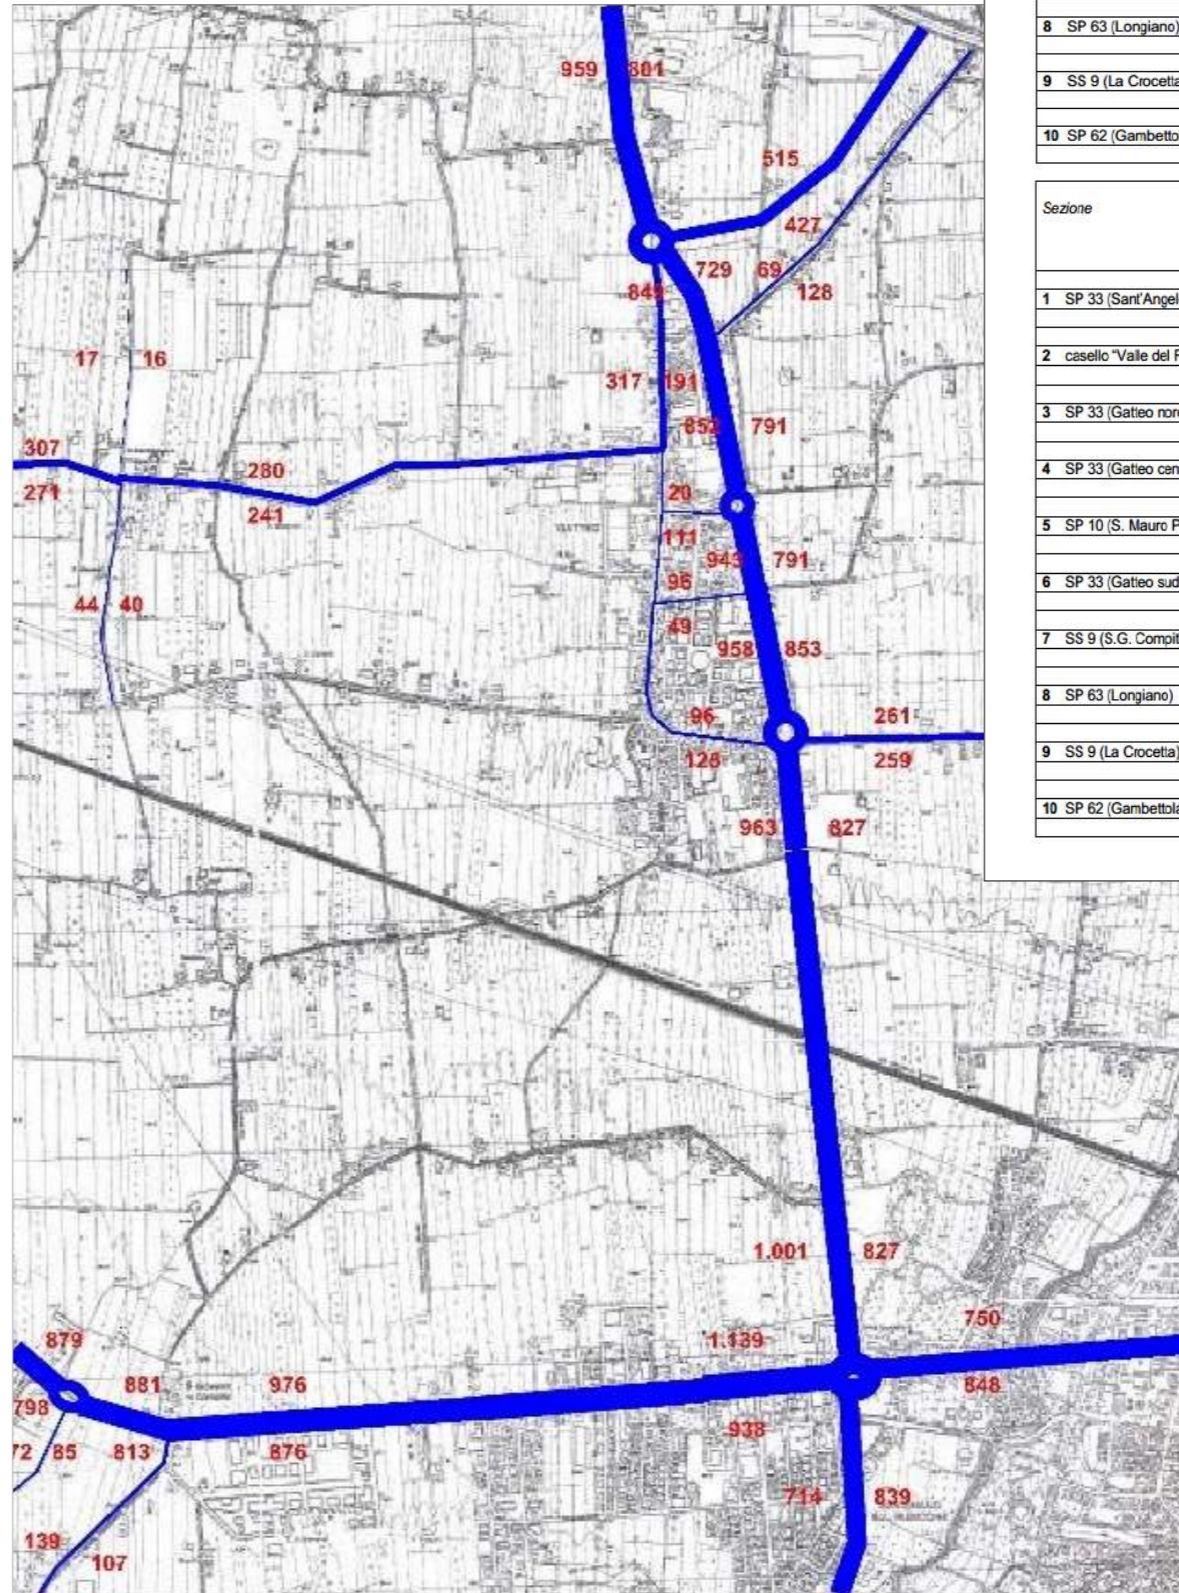 959 801
515
427
729 69
849 128
17 16
317 191
852 791
307
280
271
241
20
111
943 791
96
44 40
49
958 853
96 261
126 259
963 827
1.001 827
750
879 1.139
881 976 848
798
72 85 813 876 938
714 839
139
107
8 SP 63 (Longiano)
9 SS 9 (La Crocetta
10 SP 62 (Gambetto
Sezione
1 SP 33 (Sant'Angel
2 casello "Valle del
3 SP 33 (Gatteo nor
4 SP 33 (Gatteo cen
5 SP 10 (S. Mauro P
6 SP 33 (Gatteo sud
7 SS 9 (S.G. Compit
8 SP 63 (Longiano)
9 SS 9 (La Crocetta)
10 SP 62 (Gambettola